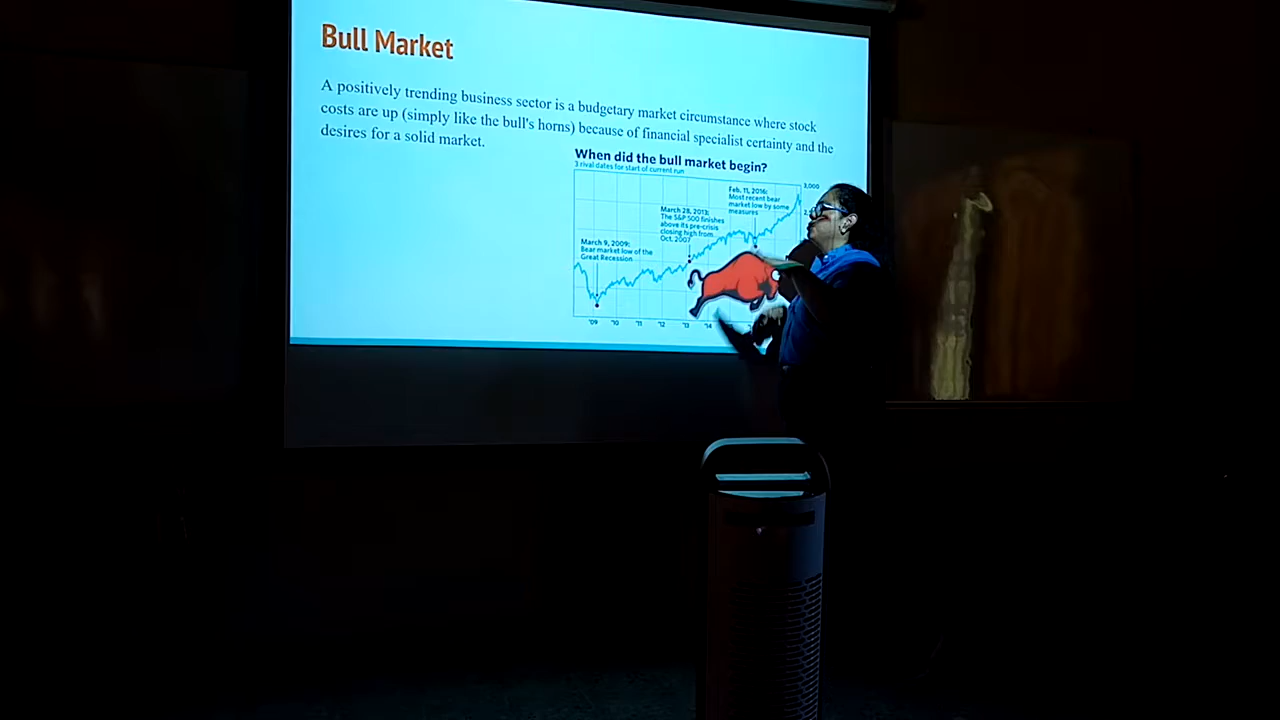 Bull Market
A positively trending business sector is a budgetary market circumstance where stock
costs are up (simply like the bull's horns) because of financial specialist certainty and the
desires for a solid market.
When did the bull market begin?
3 rival dates for start of current run
3,000
Feb. 11, 2016:
Most recent bear
market low by some
measures
March 28, 2013:
The S&P 500 finishes
above its pre-crisis
closing high from
Oct. 2007
March 9, 2009:
Bear market low of the
Great Recession
'09 '10 '11 '12 '13 '14